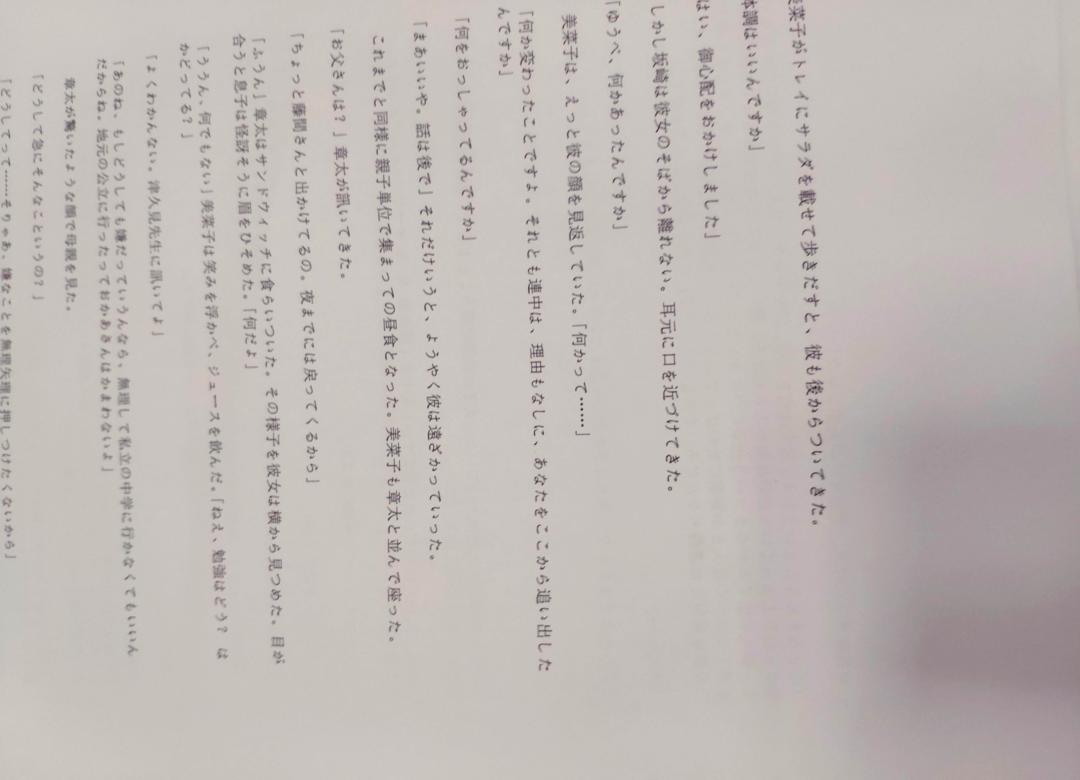 美菜子がトレイにサラダを載せて歩きだすと、彼も後からついてきた。
体調はいいんですか」
はい、御心配をおかけしました」
しかし坂崎は彼女のそばから離れない。耳元に口を近づけてきた。
「ゆうべ、何かあったんですか」
美菜子は、えっと彼の顔を見返していた。「何かって……」
「何か変わったことですよ。それとも連中は、理由もなしに、あなたをここから追い出した
んですか」
「何をおっしゃってるんですか」
「まあいいや。話は後で」それだけいうと、ようやく彼は遠ざかっていった。
これまでと同様に親子単位で集まっての昼食となった。美菜子も章太と並んで座った。
「お父さんは？」章太が訊いてきた。
「ちょっと藤間さんと出かけてるの。夜までには戻ってくるから」
「ふうん」章太はサンドウィッチに食らいついた。その様子を彼女は横から見つめた。目が
合うと息子は怪訝そうに眉をひそめた。「何だよ」
「ううん、何でもない」美菜子は笑みを浮かべ、ジュースを飲んだ。「ねえ、勉強はどう？　は
かどってる？」
「よくわかんない。津久見先生に訊いてよ」
「あのね、もしどうしても嫌だっていうんなら、無理して私立の中学に行かなくてもいいん
だからね。地元の公立に行ったっておかあさんはかまわないよ」
章太が驚いたような顔で母親を見た。
「どうして急にそんなこというの？」
「どうしてって……そりゃあ、嫌なことを無理矢理に押しつけたくないから」